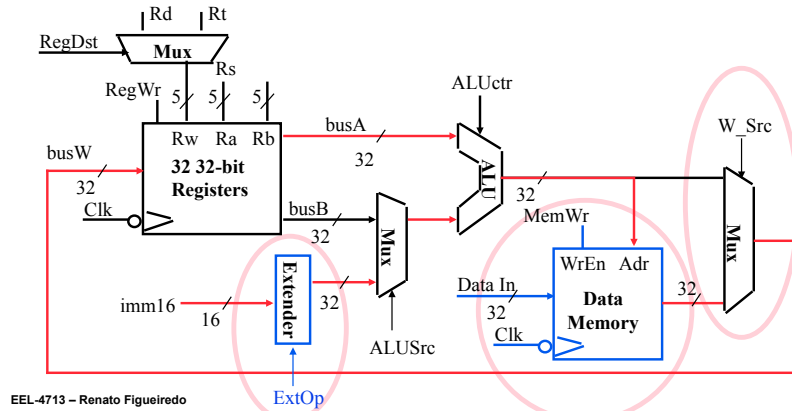 Rd Rt
RegDst
Mux
Rs
RegWr
5 5 5
ALUctr
W_Src
Rw Ra Rb
busA
32
busW
32
32 32-bit
Registers
ALU
32
Clk
busB
32
MemWr
Mux
WrEn Adr
Mux
Extender
32
Data In
32
Data
Memory
32
imm16
16
Clk
ALUSrc
ExtOp
EEL-4713 – Renato Figueiredo